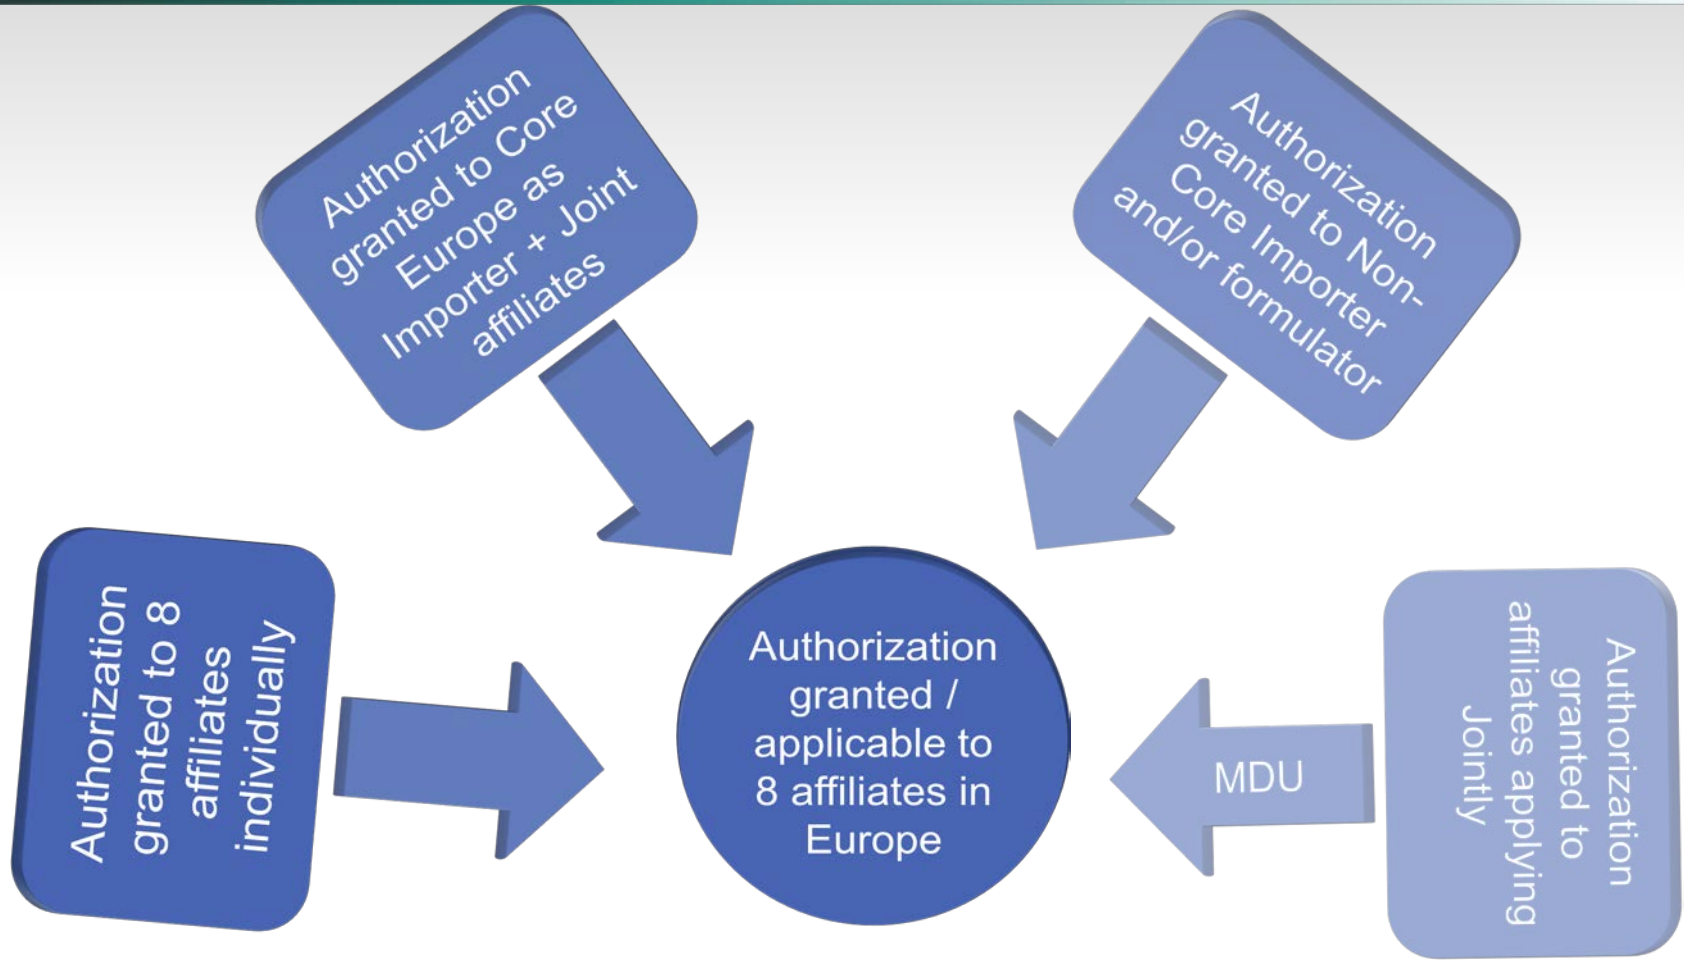 Authorization
granted to Core
Europe as
Importer + Joint
affiliates
Authorization
granted to Non-
Core Importer
and/or formulator
Authorization
granted to 8
affiliates
individually
Authorization
granted /
applicable to
8 affiliates in
Europe
MDU
Authorization
granted to
affiliates applying
Jointly